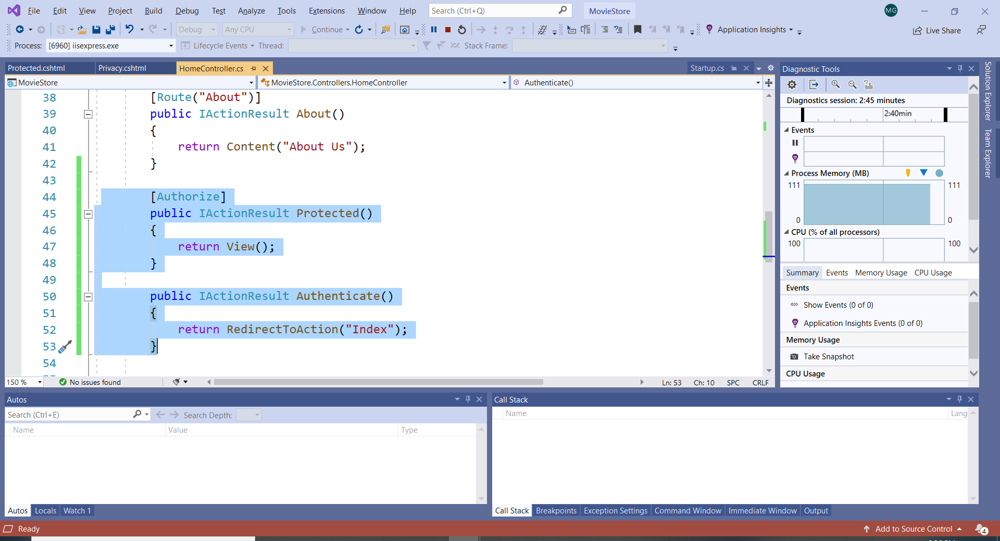 File Edit View Project Build Debug Test Analyze Tools Extensions Window Help Search (Ctrl+Q) MovieStore MG
Debug Any CPU Continue Application Insights Live Share
Process: [6960] iisexpress.exe Lifecycle Events Thread: Stack Frame:
Protected.cshtml Privacy.cshtml HomeController.cs Startup.cs
MovieStore MovieStore.Controllers.HomeController Authenticate()
38 [Route("About")]
39 public IActionResult About()
40 {
41 return Content("About Us");
42 }
43
44 [Authorize]
45 public IActionResult Protected()
46 {
47 return View();
48 }
49
50 public IActionResult Authenticate()
51 {
52 return RedirectToAction("Index");
53 }
54
150 % No issues found Ln: 53 Ch: 10 SPC CRLF
Diagnostic Tools
Diagnostics session: 2:45 minutes
2:40min
Events
Process Memory (MB)
111 111
0 0
CPU (% of all processors)
100 100
Summary Events Memory Usage CPU Usage
Events
Show Events (0 of 0)
Application Insights Events (0 of 0)
Memory Usage
Take Snapshot
CPU Usage
Solution Explorer
Team Explorer
Autos
Search (Ctrl+E) Search Depth:
Name Value Type
Autos Locals Watch 1
Call Stack
Name Lang
Call Stack Breakpoints Exception Settings Command Window Immediate Window Output
Ready Add to Source Control 4